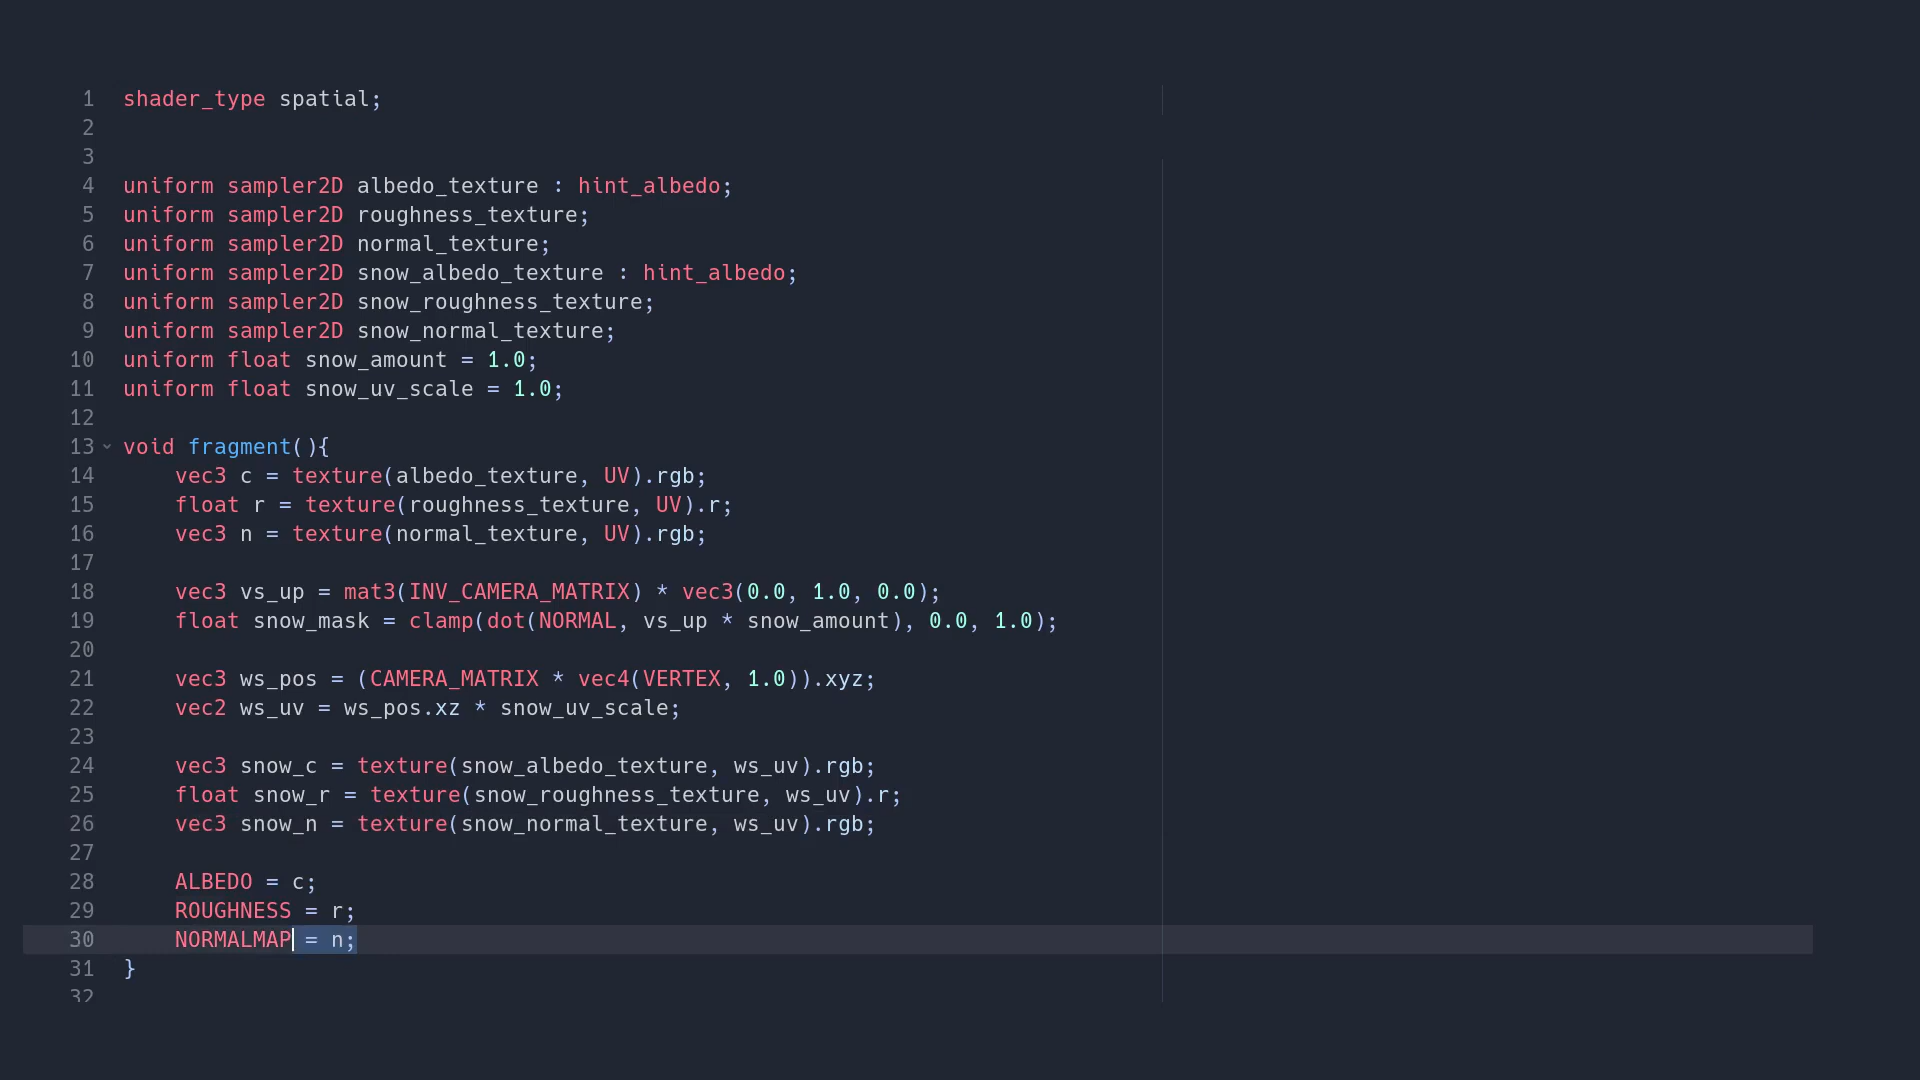 1 shader_type spatial;
2
3
4 uniform sampler2D albedo_texture : hint_albedo;
5 uniform sampler2D roughness_texture;
6 uniform sampler2D normal_texture;
7 uniform sampler2D snow_albedo_texture : hint_albedo;
8 uniform sampler2D snow_roughness_texture;
9 uniform sampler2D snow_normal_texture;
10 uniform float snow_amount = 1.0;
11 uniform float snow_uv_scale = 1.0;
12
13 void fragment(){
14 vec3 c = texture(albedo_texture, UV).rgb;
15 float r = texture(roughness_texture, UV).r;
16 vec3 n = texture(normal_texture, UV).rgb;
17
18 vec3 vs_up = mat3(INV_CAMERA_MATRIX) * vec3(0.0, 1.0, 0.0);
19 float snow_mask = clamp(dot(NORMAL, vs_up * snow_amount), 0.0, 1.0);
20
21 vec3 ws_pos = (CAMERA_MATRIX * vec4(VERTEX, 1.0)).xyz;
22 vec2 ws_uv = ws_pos.xz * snow_uv_scale;
23
24 vec3 snow_c = texture(snow_albedo_texture, ws_uv).rgb;
25 float snow_r = texture(snow_roughness_texture, ws_uv).r;
26 vec3 snow_n = texture(snow_normal_texture, ws_uv).rgb;
27
28 ALBEDO = c;
29 ROUGHNESS = r;
30 NORMALMAP = n;
31 }
32